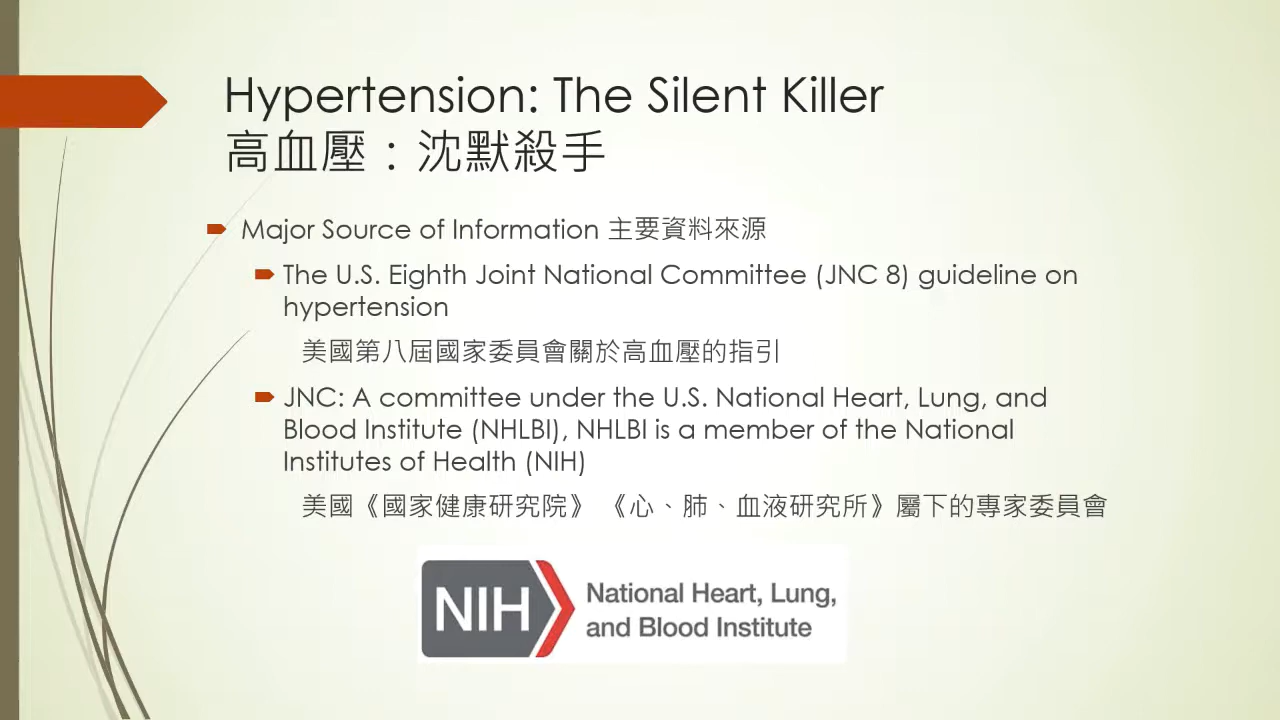 Hypertension: The Silent Killer
高血壓：沈默殺手
Major Source of Information 主要資料來源
The U.S. Eighth Joint National Committee (JNC 8) guideline on
hypertension
美國第八屆國家委員會關於高血壓的指引
JNC: A committee under the U.S. National Heart, Lung, and
Blood Institute (NHLBI), NHLBI is a member of the National
Institutes of Health (NIH)
美國《國家健康研究院》 《心、肺、血液研究所》屬下的專家委員會
NIH
National Heart, Lung,
and Blood Institute